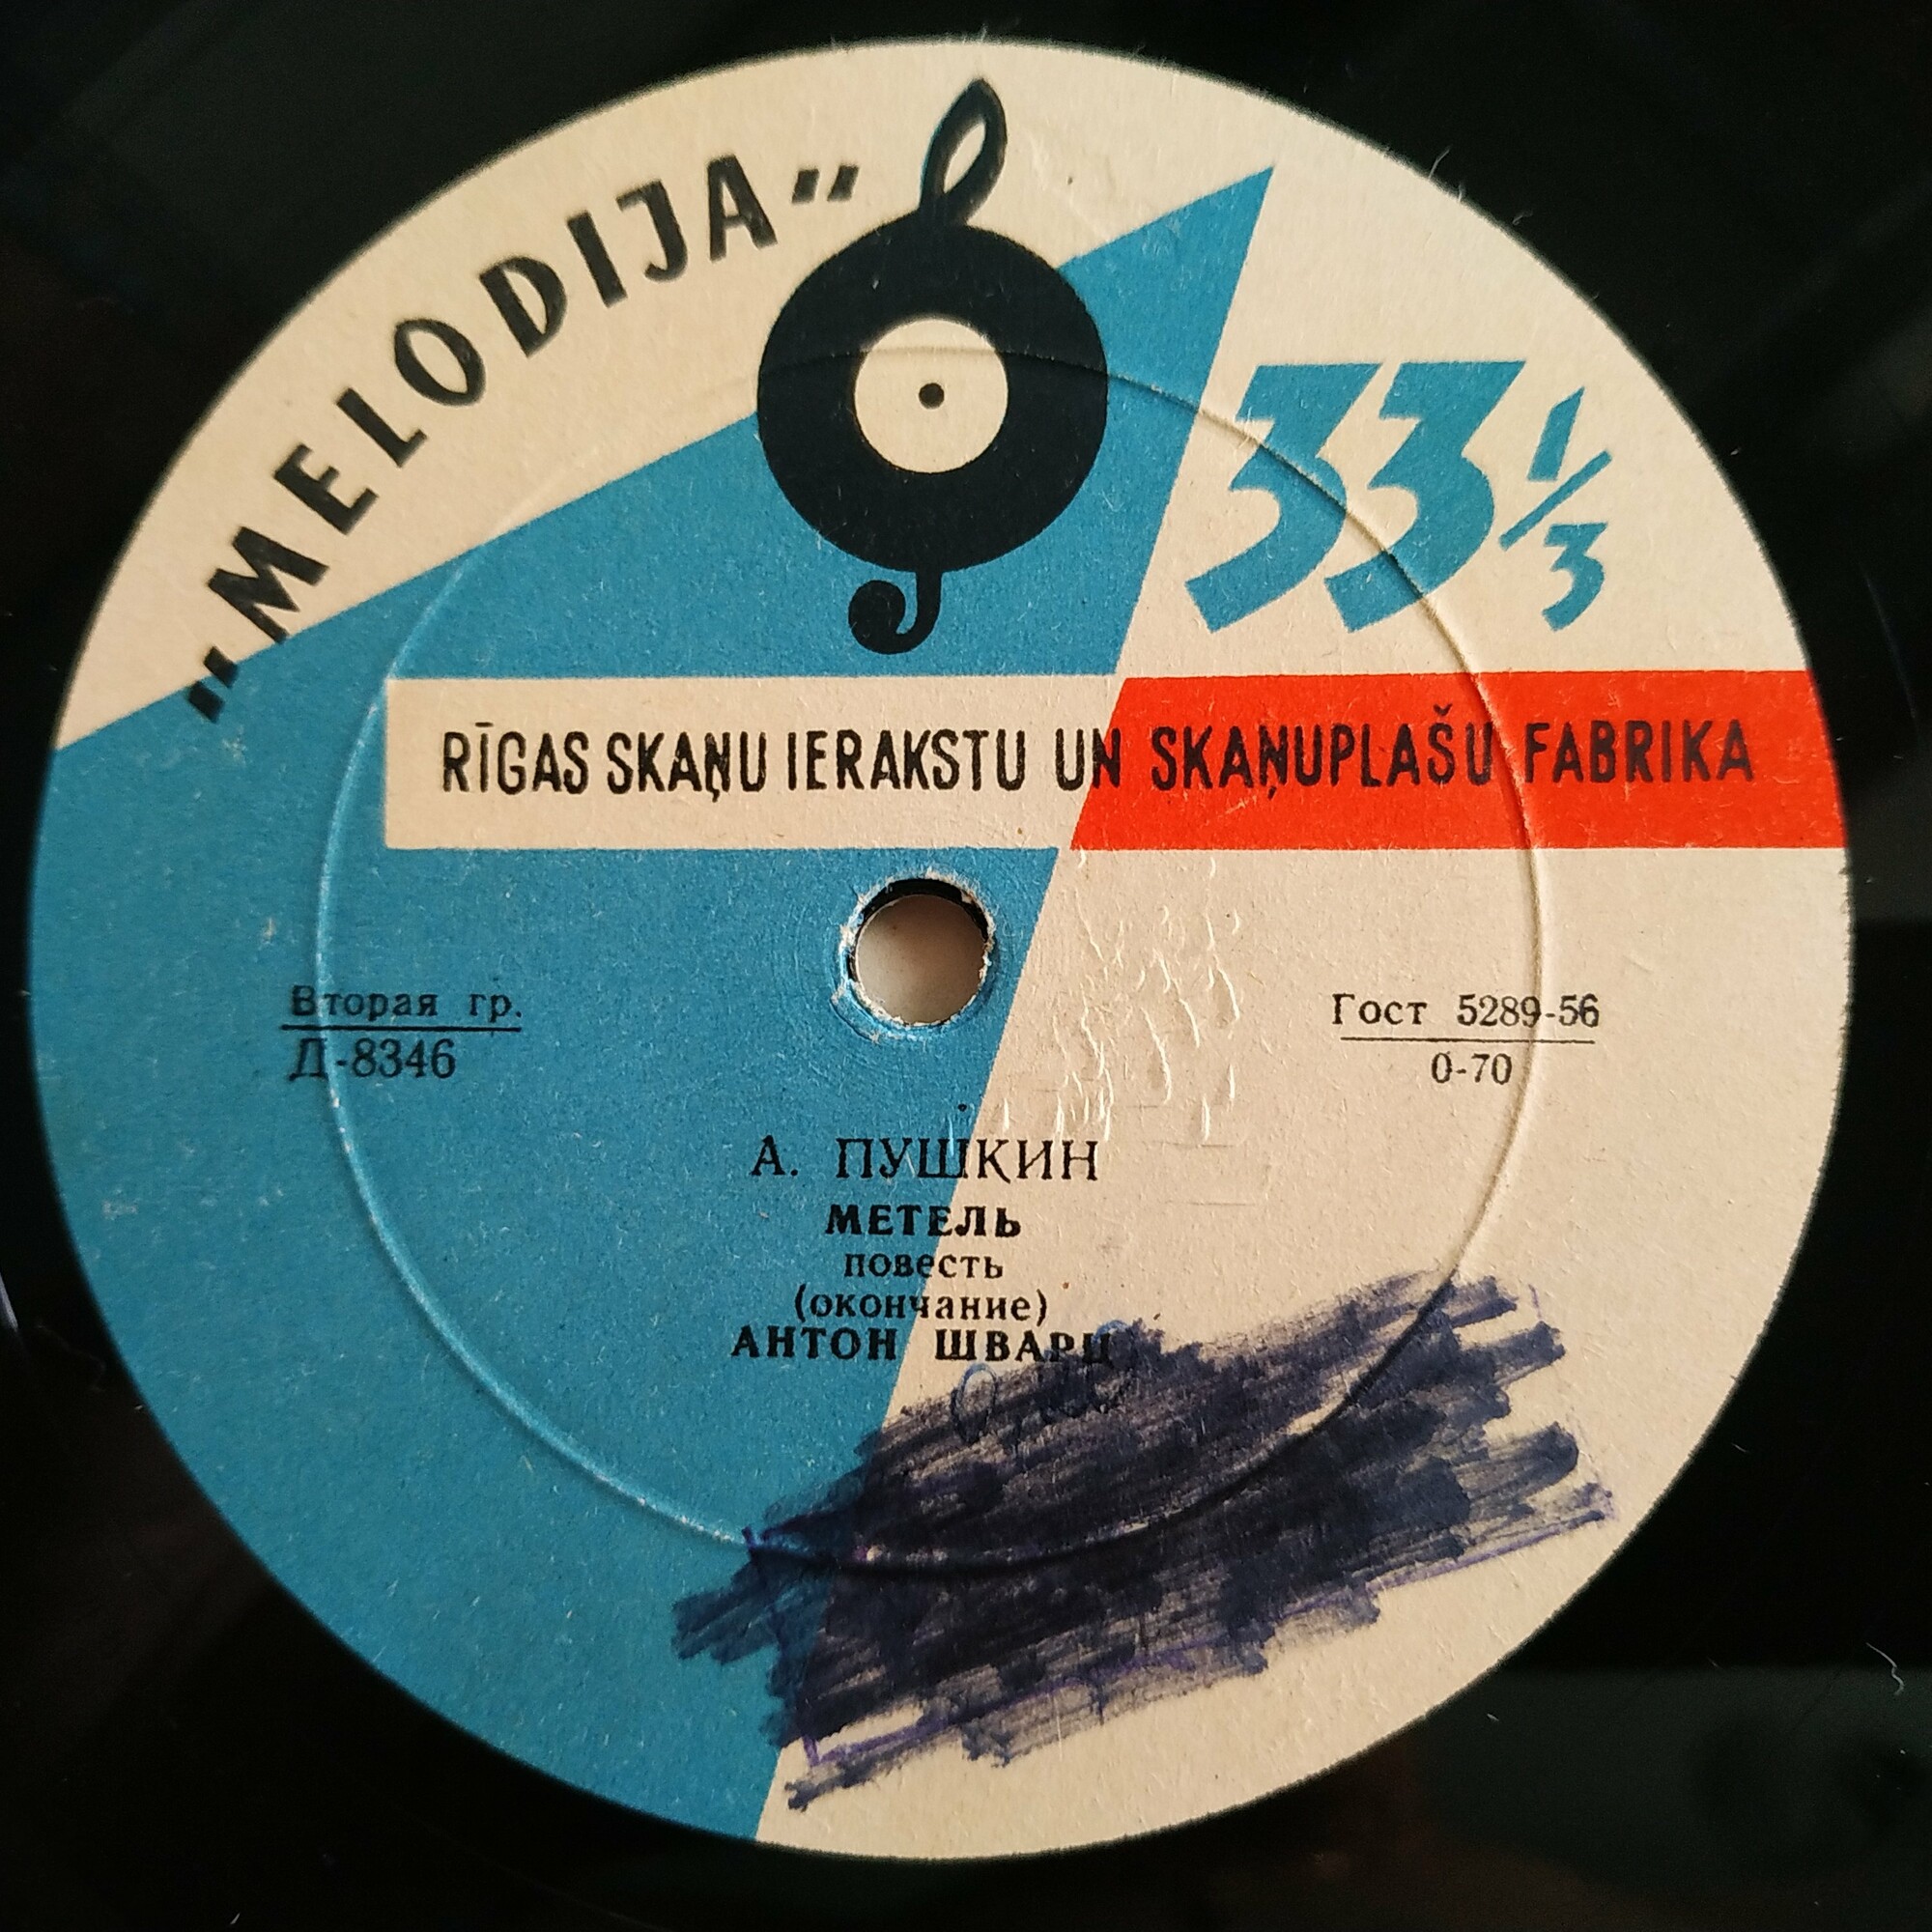 „MELODIJA“
33 1/3
RĪGAS SKAŅU IERAKSTU UN SKAŅUPLAŠU FABRIKA
Вторая гр.
Д-8346
Гост 5289-56
0-70
А. ПУШКИН
МЕТЕЛЬ
повесть
(окончание)
АНТОН ШВАРЦ